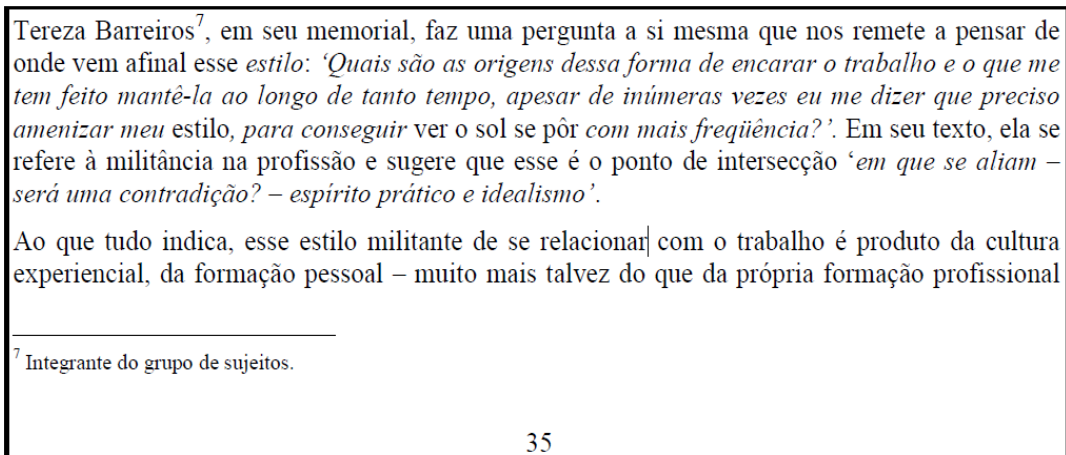 Tereza Barreiros⁷, em seu memorial, faz uma pergunta a si mesma que nos remete a pensar de
onde vem afinal esse estilo: ‘Quais são as origens dessa forma de encarar o trabalho e o que me
tem feito mantê-la ao longo de tanto tempo, apesar de inúmeras vezes eu me dizer que preciso
amenizar meu estilo, para conseguir ver o sol se pôr com mais freqüência?’. Em seu texto, ela se
refere à militância na profissão e sugere que esse é o ponto de intersecção ‘em que se aliam –
será uma contradição? – espírito prático e idealismo’.
Ao que tudo indica, esse estilo militante de se relacionar com o trabalho é produto da cultura
experiencial, da formação pessoal – muito mais talvez do que da própria formação profissional
⁷ Integrante do grupo de sujeitos.
35